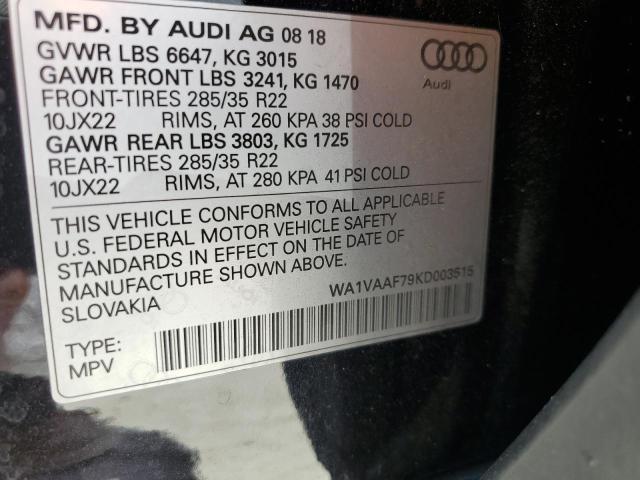 MFD. BY AUDI AG 08 18
GVWR LBS 6647, KG 3015
GAWR FRONT LBS 3241, KG 1470
FRONT-TIRES 285/35 R22
10JX22 RIMS, AT 260 KPA 38 PSI COLD
GAWR REAR LBS 3803, KG 1725
REAR-TIRES 285/35 R22
10JX22 RIMS, AT 280 KPA 41 PSI COLD
Audi
THIS VEHICLE CONFORMS TO ALL APPLICABLE
U.S. FEDERAL MOTOR VEHICLE SAFETY
STANDARDS IN EFFECT ON THE DATE OF
MANUFACTURE SHOWN ABOVE.
SLOVAKIA
WA1VAAF79KD003515
TYPE:
MPV